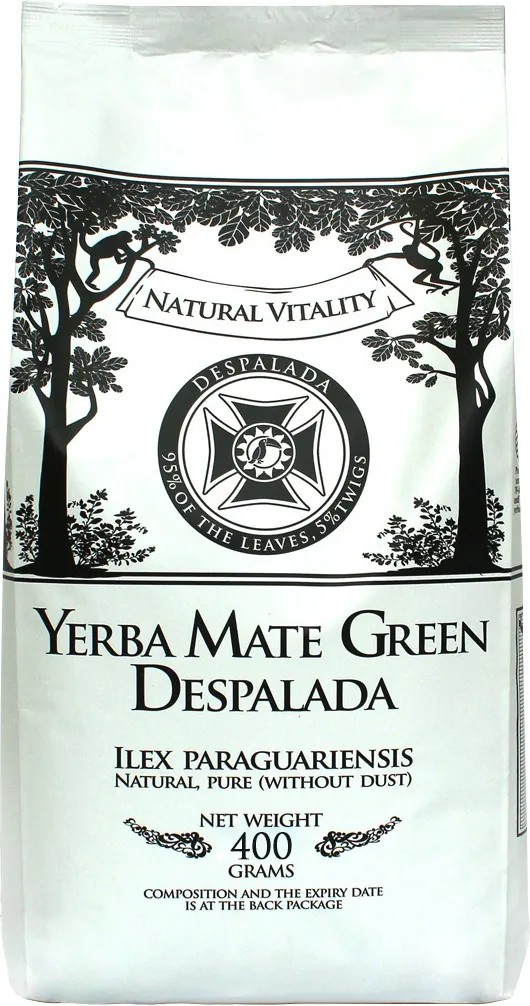 NATURAL VITALITY
DESPALADA
95% OF THE LEAVES, 5% TWIGS
YERBA MATE GREEN
DESPALADA
ILEX PARAGUARIENSIS
NATURAL, PURE (WITHOUT DUST)
NET WEIGHT
400
GRAMS
COMPOSITION AND THE EXPIRY DATE
IS AT THE BACK PACKAGE